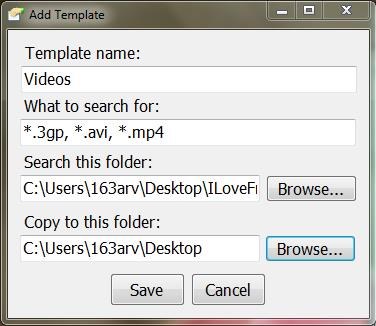 Add Template
Template name:
Videos
What to search for:
*.3gp, *.avi, *.mp4
Search this folder:
C:\Users\163arv\Desktop\ILoveFr
Browse...
Copy to this folder:
C:\Users\163arv\Desktop
Browse...
Save Cancel